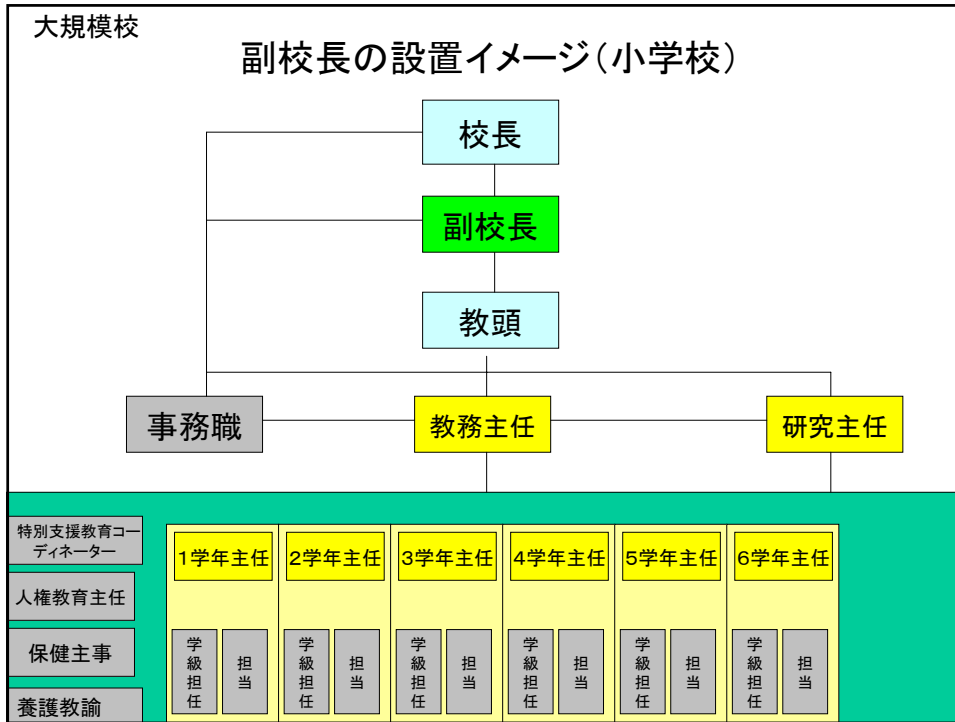 大規模校
副校長の設置イメージ(小学校)
校長
副校長
教頭
事務職
教務主任
研究主任
特別支援教育コー
ディネーター
人権教育主任
保健主事
養護教諭
1学年主任
2学年主任
3学年主任
4学年主任
5学年主任
6学年主任
学級担任
担当
学級担任
担当
学級担任
担当
学級担任
担当
学級担任
担当
学級担任
担当